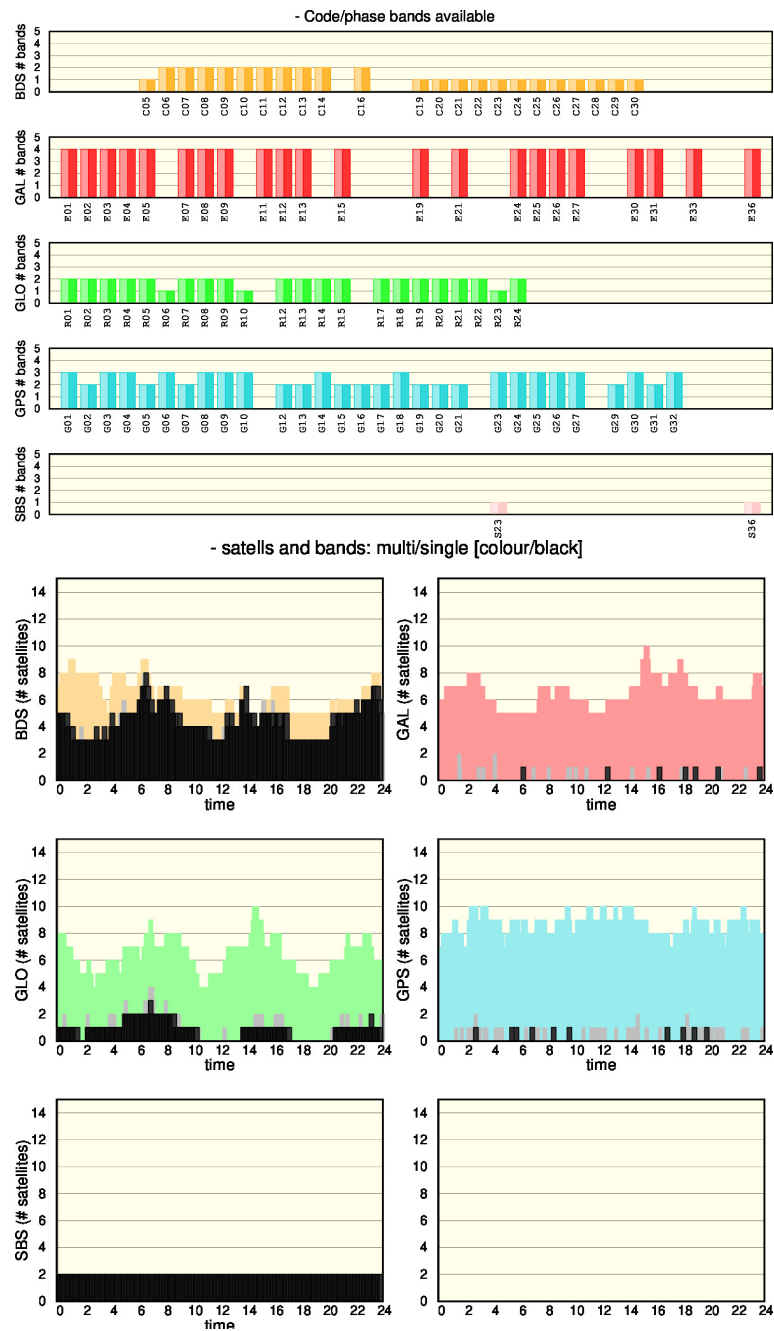 - Code/phase bands available
BDS # bands
5
4
3
2
1
0
C05 C06 C07 C08 C09 C10 C11 C12 C13 C14 C16 C19 C20 C21 C22 C23 C24 C25 C26 C27 C28 C29 C30
GAL # bands
5
4
3
2
1
0
E01 E02 E03 E04 E05 E07 E08 E09 E11 E12 E13 E15 E19 E21 E24 E25 E26 E27 E30 E31 E33 E36
GLO # bands
5
4
3
2
1
0
R01 R02 R03 R04 R05 R06 R07 R08 R09 R10 R12 R13 R14 R15 R17 R18 R19 R20 R21 R22 R23 R24
GPS # bands
5
4
3
2
1
0
G01 G02 G03 G04 G05 G06 G07 G08 G09 G10 G12 G13 G14 G15 G16 G17 G18 G19 G20 G21 G23 G24 G25 G26 G27 G29 G30 G31 G32
SBS # bands
5
4
3
2
1
0
S23 S36
- satells and bands: multi/single [colour/black]
BDS (# satellites)
14
12
10
8
6
4
2
0
0 2 4 6 8 10 12 14 16 18 20 22 24
time
GAL (# satellites)
14
12
10
8
6
4
2
0
0 2 4 6 8 10 12 14 16 18 20 22 24
time
GLO (# satellites)
14
12
10
8
6
4
2
0
0 2 4 6 8 10 12 14 16 18 20 22 24
time
GPS (# satellites)
14
12
10
8
6
4
2
0
0 2 4 6 8 10 12 14 16 18 20 22 24
time
SBS (# satellites)
14
12
10
8
6
4
2
0
0 2 4 6 8 10 12 14 16 18 20 22 24
time
14
12
10
8
6
4
2
0
0 2 4 6 8 10 12 14 16 18 20 22 24